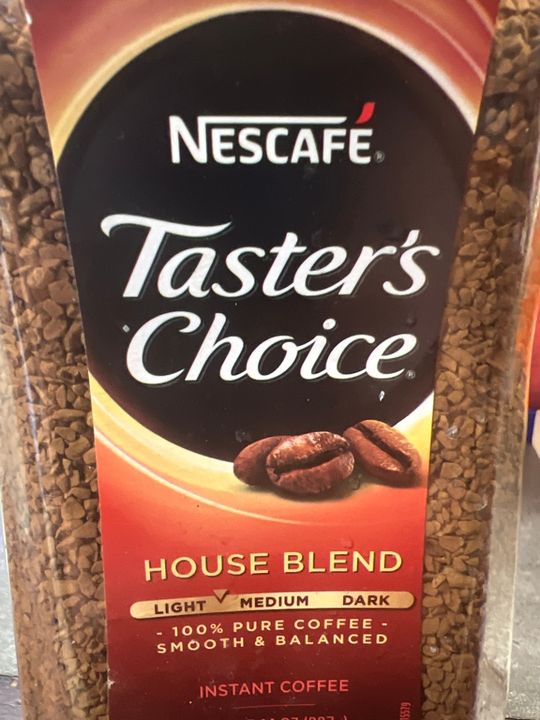 NESCAFÉ®
Taster's
Choice®
HOUSE BLEND
LIGHT MEDIUM DARK
- 100% PURE COFFEE -
SMOOTH & BALANCED
INSTANT COFFEE